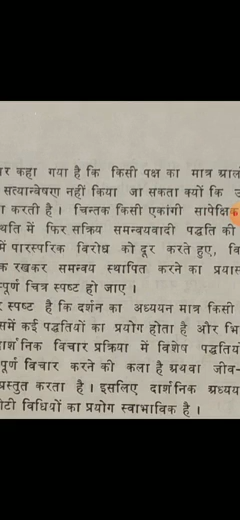 ार कहा गया है कि किसी पक्ष का मात्र आलो
सत्यान्वेषण नहीं किया जा सकता क्यों कि उ
ा करती है। चिन्तक किसी एकांगी सापेक्षिक
थति में फिर सक्रिय समन्वयवादी पद्धति की
में पारस्परिक विरोध को दूर करते हुए, वि
क रखकर समन्वय स्थापित करने का प्रयास
म्पूर्ण चित्र स्पष्ट हो जाए।
र स्पष्ट है कि दर्शन का अध्ययन मात्र किसी
समें कई पद्धतियों का प्रयोग होता है और भि
ार्शनिक विचार प्रक्रिया में विशेष पद्धतियों
पूर्ण विचार करने की कला है अथवा जीव-
प्रस्तुत करता है। इसलिए दार्शनिक अध्यय
ोटी विधियों का प्रयोग स्वाभाविक है।